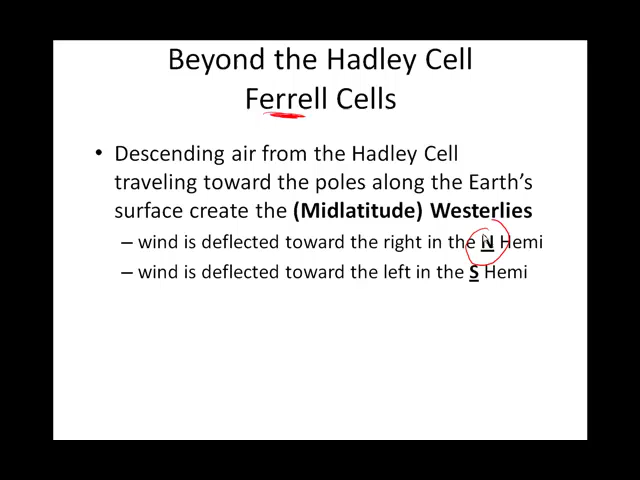 Beyond the Hadley Cell
Ferrell Cells
• Descending air from the Hadley Cell
traveling toward the poles along the Earth's
surface create the (Midlatitude) Westerlies
– wind is deflected toward the right in the N Hemi
– wind is deflected toward the left in the S Hemi